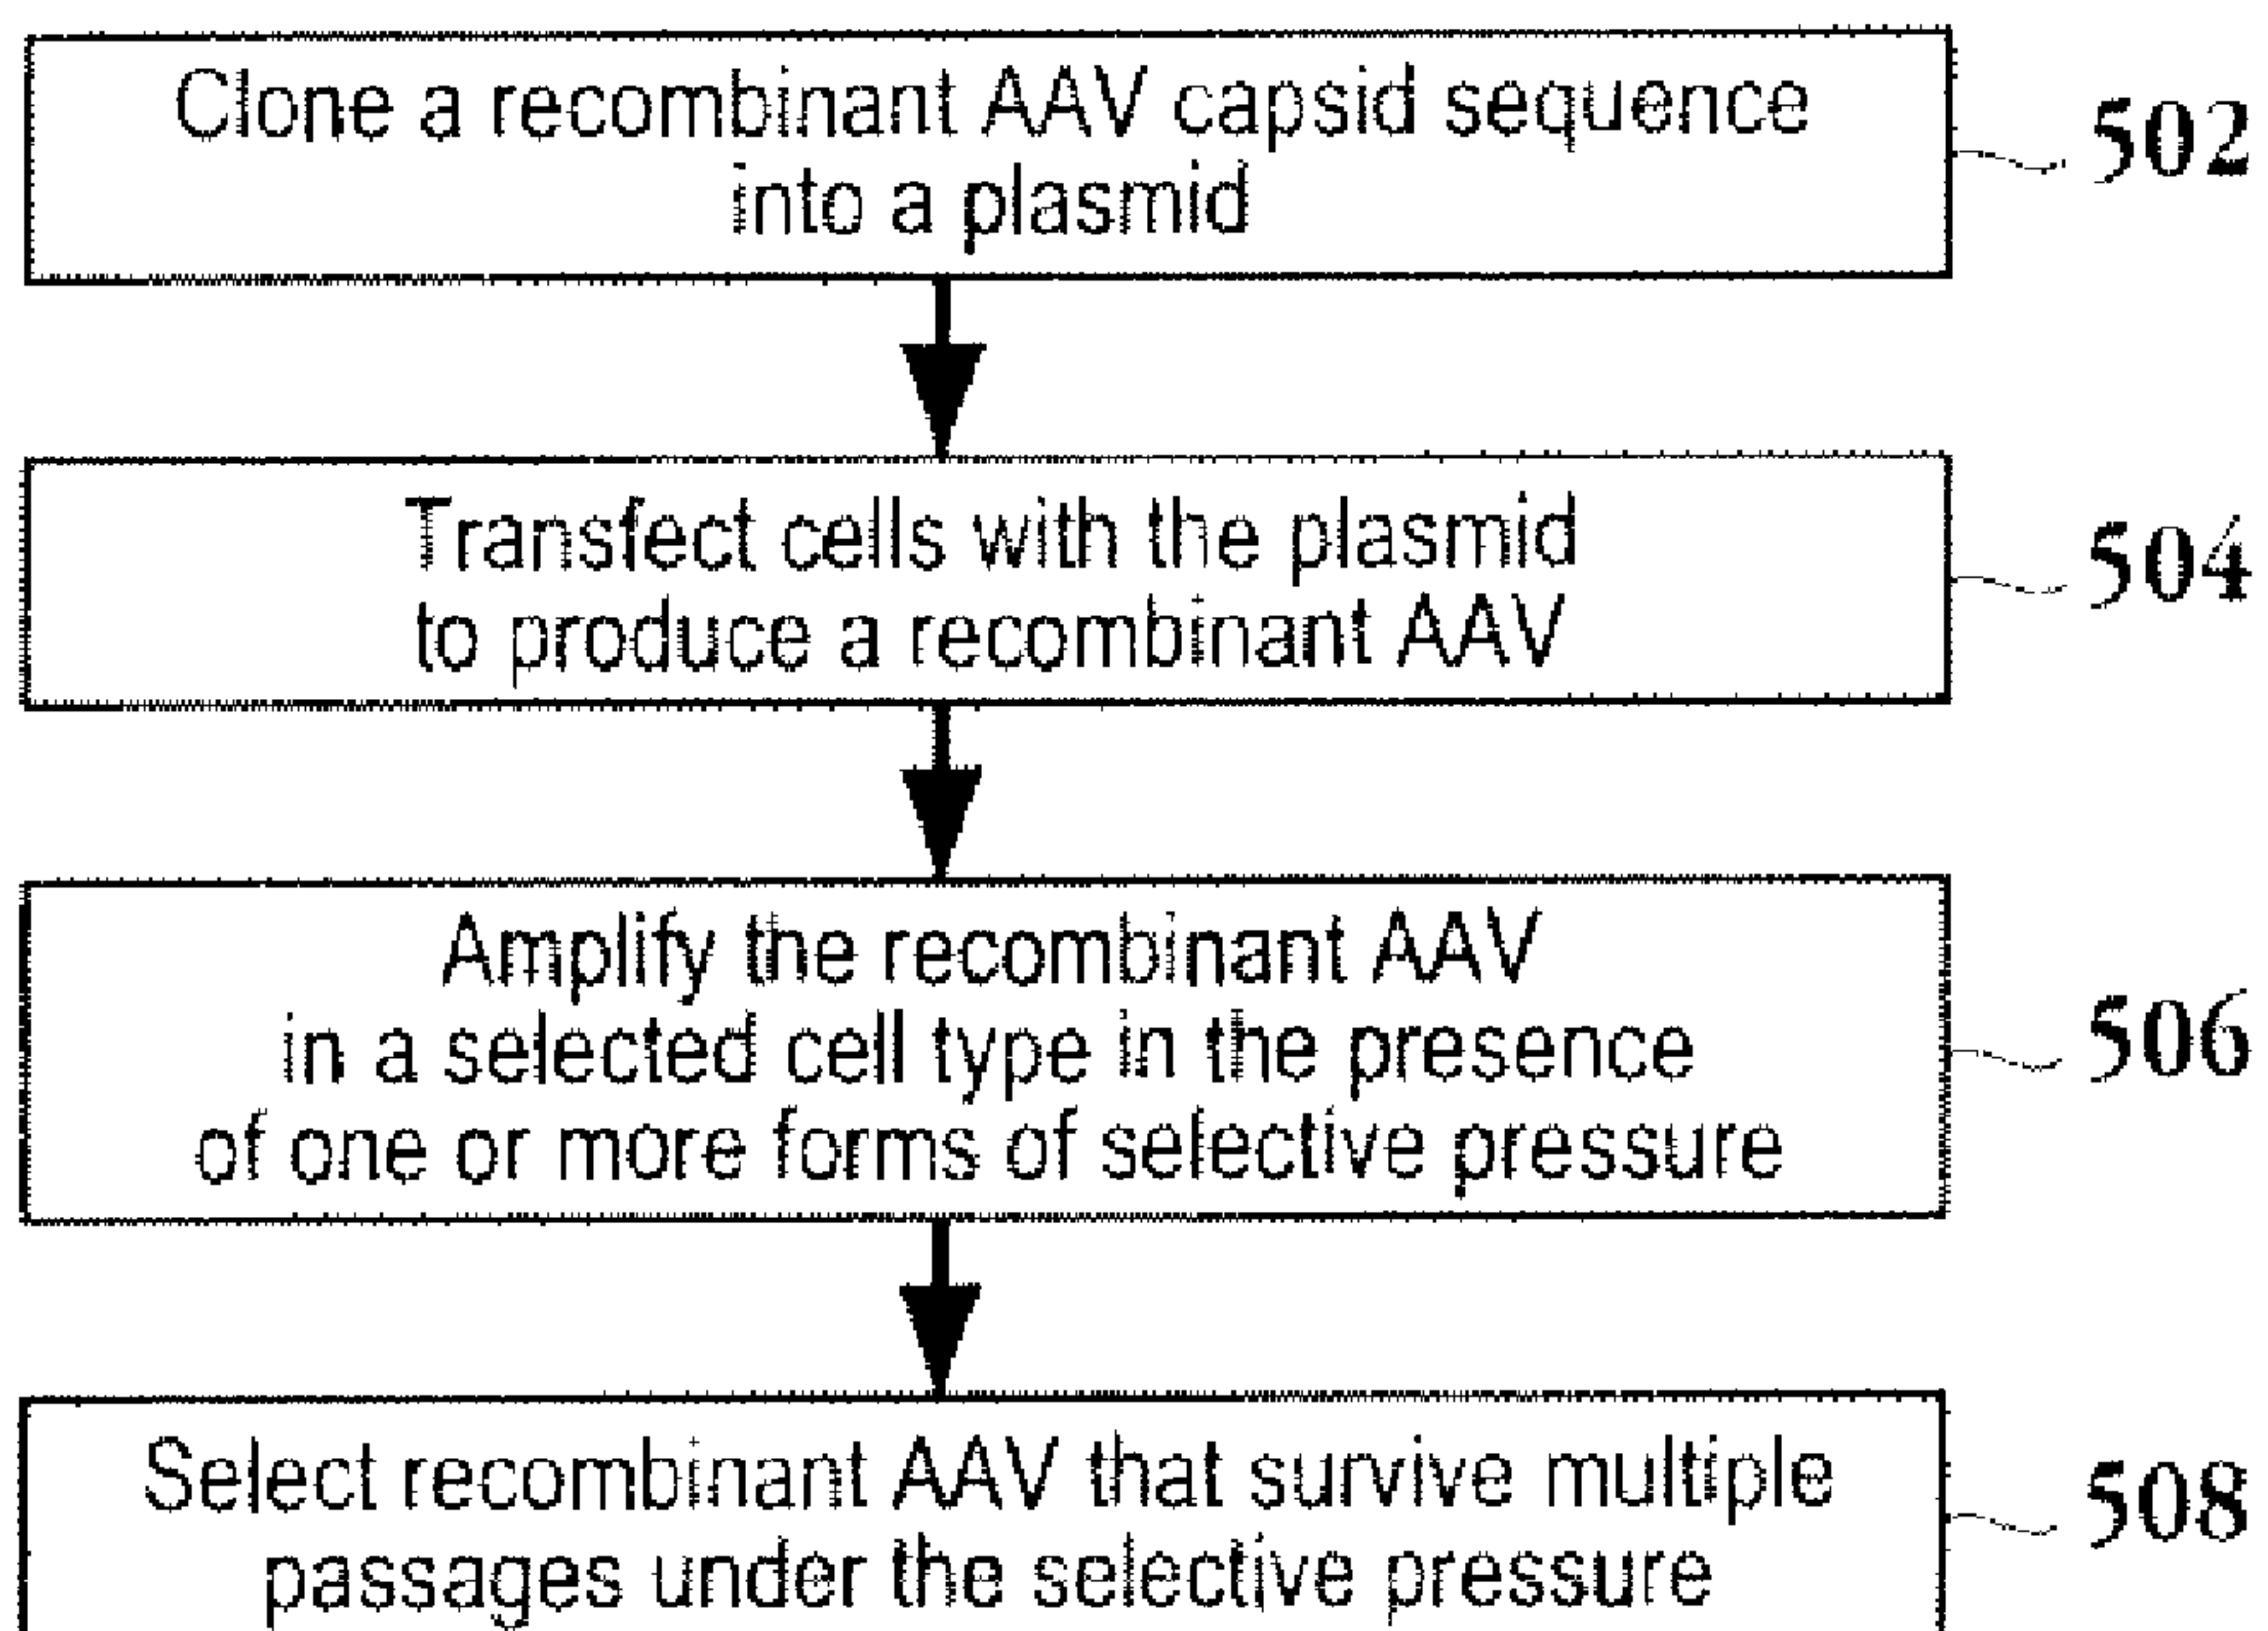 Clone a recombinant AAV capsid sequence
into a plasmid
502
Transfect cells with the plasmid
to produce a recombinant AAV
504
Amplify the recombinant AAV
in a selected cell type in the presence
of one or more forms of selective pressure
506
Select recombinant AAV that survive multiple
passages under the selective pressure
508